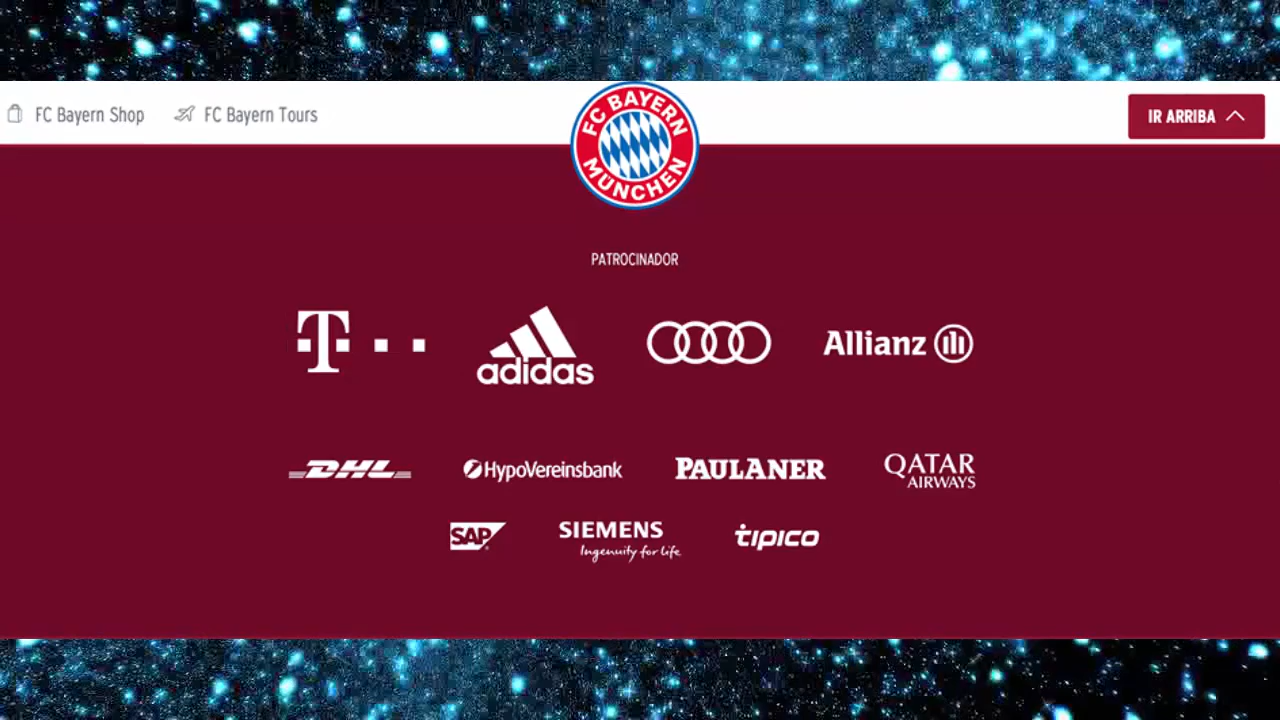 FC Bayern Shop
FC Bayern Tours
FC BAYERN
MÜNCHEN
IR ARRIBA
PATROCINADOR
T
adidas
Allianz
DHL
HypoVereinsbank
PAULANER
QATAR
AIRWAYS
SAP
SIEMENS
Ingenuity for life
tipico